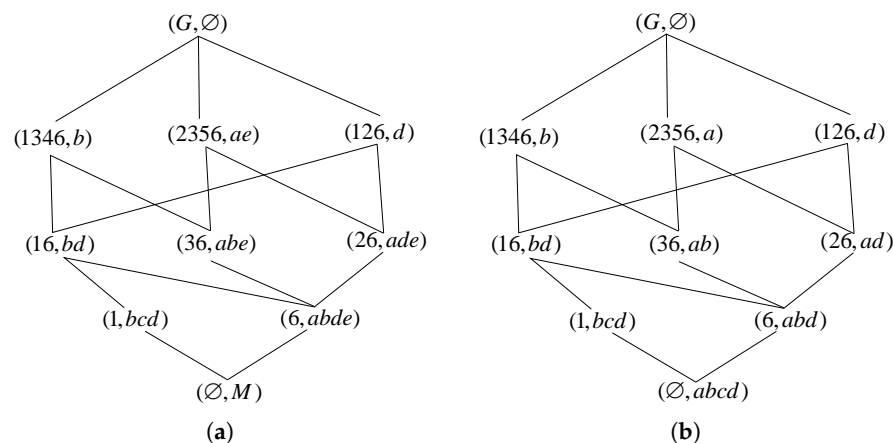 (G,∅) (G,∅)
(1346,b) (2356,ae) (126,d) (1346,b) (2356,a) (126,d)
(16,bd) (36,abe) (26,ade) (16,bd) (36,ab) (26,ad)
(1,bcd) (6,abde) (1,bcd) (6,abd)
(∅,M) (∅,abcd)
(a) (b)